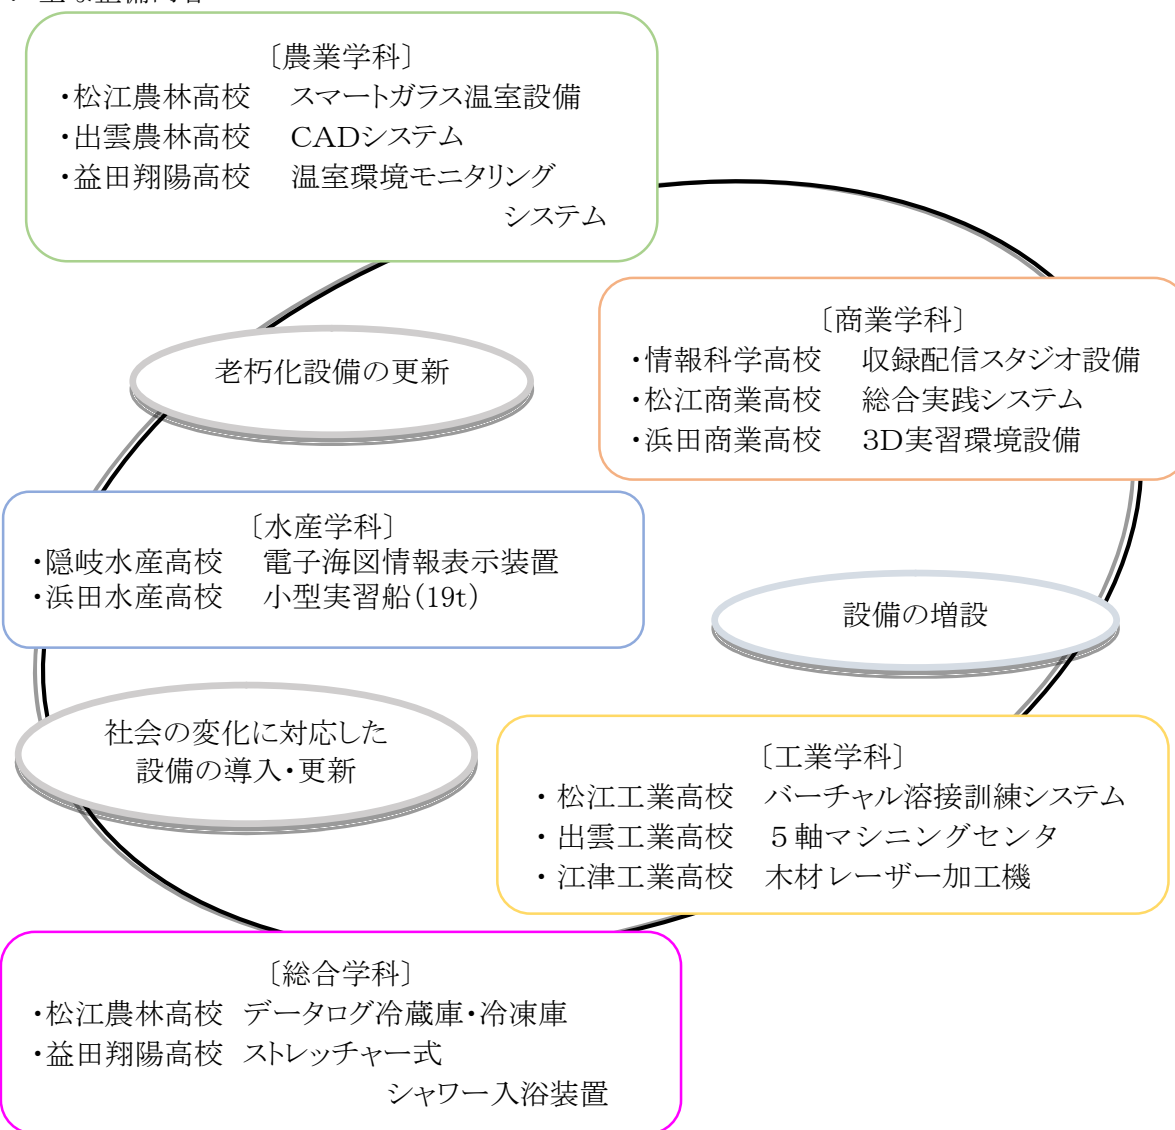 〔農業学科〕
・松江農林高校 スマートガラス温室設備
・出雲農林高校 CADシステム
・益田翔陽高校 温室環境モニタリング
システム
〔商業学科〕
・情報科学高校 収録配信スタジオ設備
・松江商業高校 総合実践システム
・浜田商業高校 3D実習環境設備
老朽化設備の更新
〔水産学科〕
・隠岐水産高校 電子海図情報表示装置
・浜田水産高校 小型実習船(19t)
設備の増設
社会の変化に対応した
設備の導入・更新
〔工業学科〕
・松江工業高校 バーチャル溶接訓練システム
・出雲工業高校 5軸マシニングセンタ
・江津工業高校 木材レーザー加工機
〔総合学科〕
・松江農林高校 データログ冷蔵庫・冷凍庫
・益田翔陽高校 ストレッチャー式
シャワー入浴装置